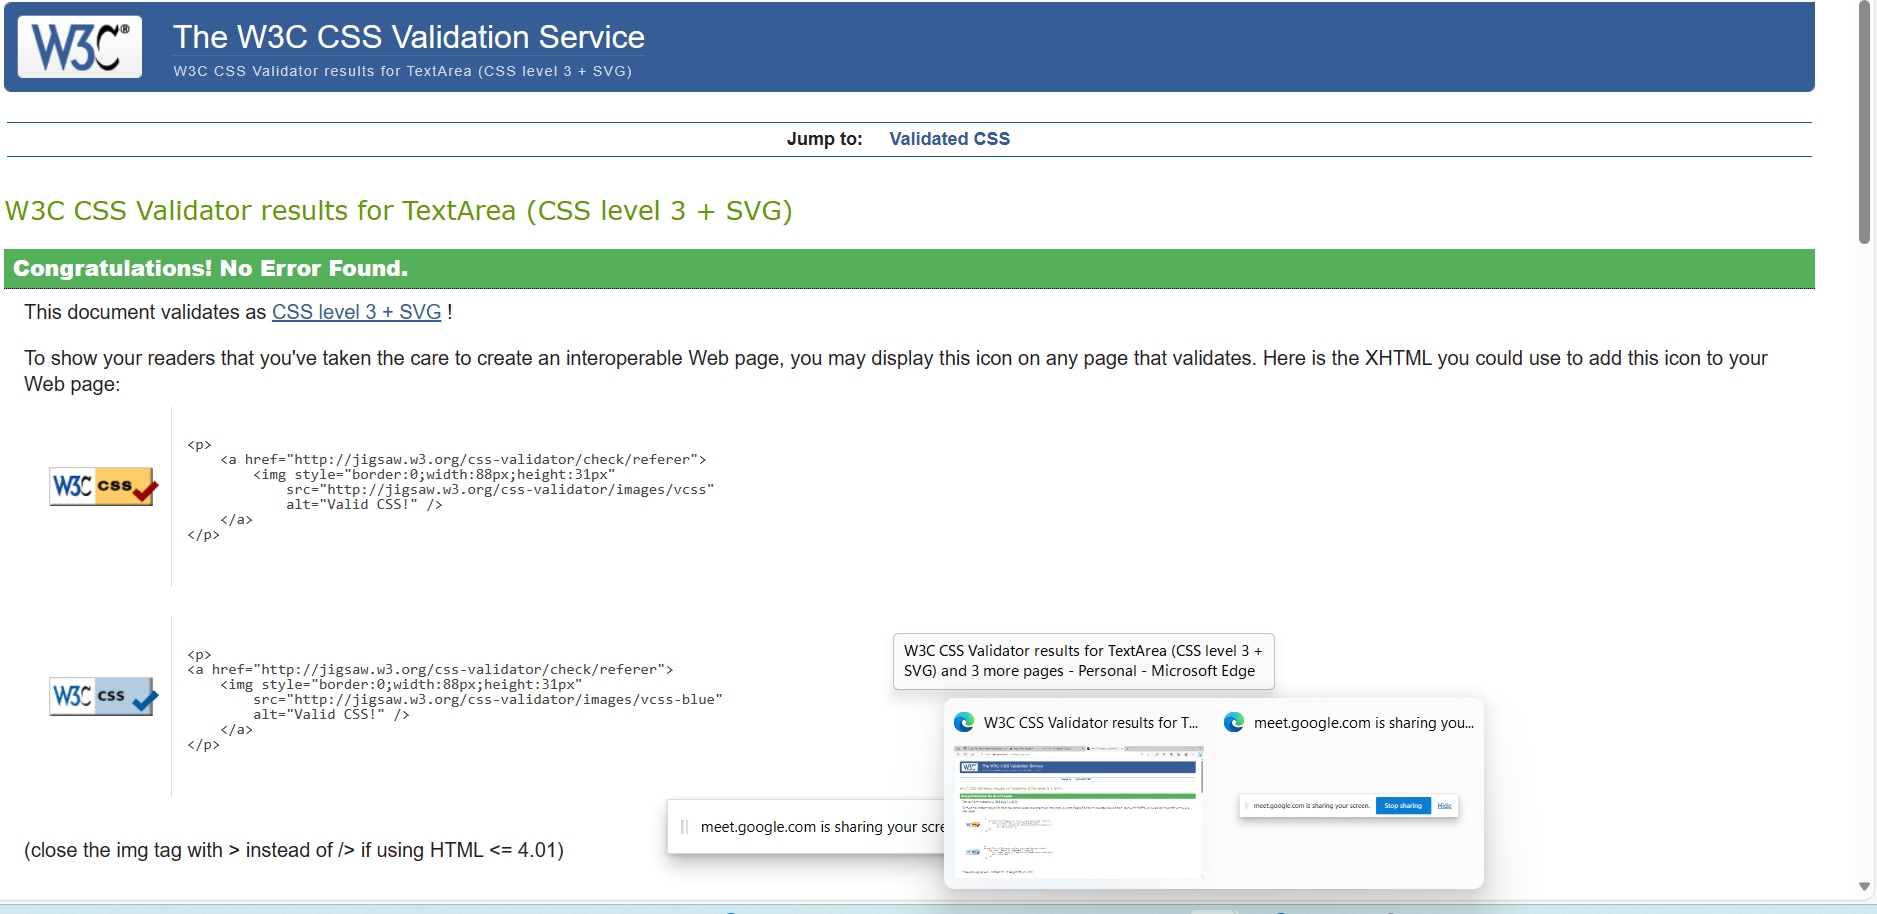 W3C®
The W3C CSS Validation Service
W3C CSS Validator results for TextArea (CSS level 3 + SVG)
Jump to: Validated CSS
W3C CSS Validator results for TextArea (CSS level 3 + SVG)
Congratulations! No Error Found.
This document validates as CSS level 3 + SVG !
To show your readers that you've taken the care to create an interoperable Web page, you may display this icon on any page that validates. Here is the XHTML you could use to add this icon to your
Web page:
W3C css
<p>
<a href="http://jigsaw.w3.org/css-validator/check/referer">
<img style="border:0;width:88px;height:31px"
src="http://jigsaw.w3.org/css-validator/images/vcss"
alt="Valid CSS!" />
</a>
</p>
W3C css
<p>
<a href="http://jigsaw.w3.org/css-validator/check/referer">
<img style="border:0;width:88px;height:31px"
src="http://jigsaw.w3.org/css-validator/images/vcss-blue"
alt="Valid CSS!" />
</a>
</p>
(close the img tag with > instead of /> if using HTML <= 4.01)
W3C CSS Validator results for TextArea (CSS level 3 +
SVG) and 3 more pages - Personal - Microsoft Edge
W3C CSS Validator results for T...
meet.google.com is sharing you...
meet.google.com is sharing your screen. Stop sharing Hide
meet.google.com is sharing your scre